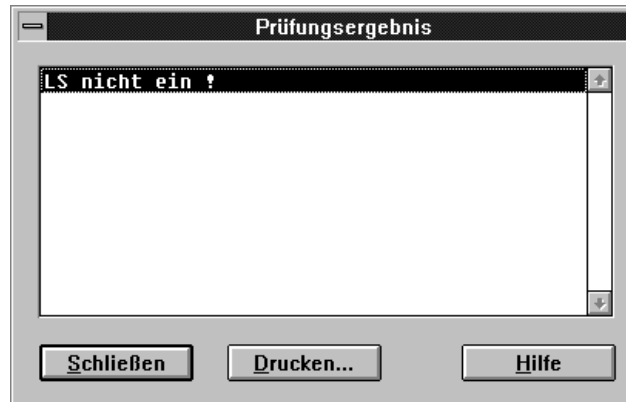 Prüfungsergebnis
LS nicht ein !
Schließen
Drucken...
Hilfe